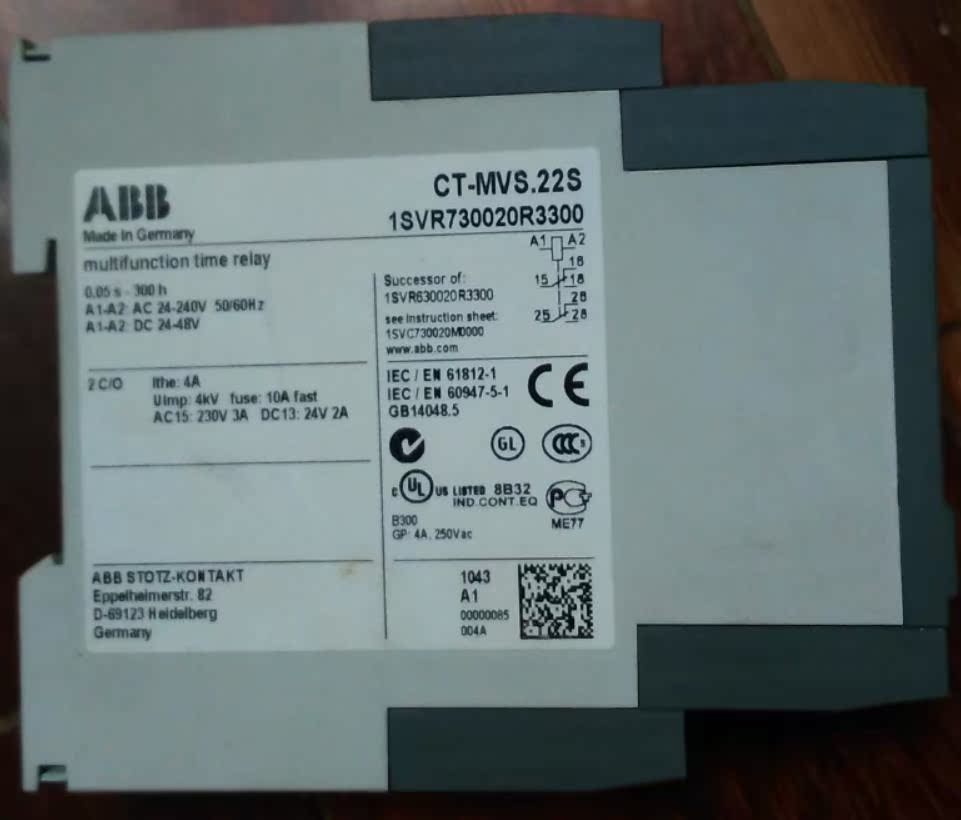 ABB
CT-MVS.22S
Made in Germany
1SVR730020R3300
multifunction time relay
0.05 s - 300 h
A1-A2: AC 24-240V 50/60Hz
A1-A2: DC 24-48V
Successor of:
1SVR630020R3300
see instruction sheet:
1SVC730020M0000
www.abb.com
A1 A2
16
15 18
26
25 28
2 C/O Ithe: 4A
Uimp: 4kV fuse: 10A fast
AC15: 230V 3A DC13: 24V 2A
IEC / EN 61812-1
IEC / EN 60947-5-1
GB14048.5
CE
GL
CCC S
C UL US LISTED 8B32
IND.CONT.EQ
PCT
ME77
B300
GP: 4A, 250Vac
ABB STOTZ-KONTAKT
Eppelheimerstr. 82
D-69123 Heidelberg
Germany
1043
A1
00000085
004A